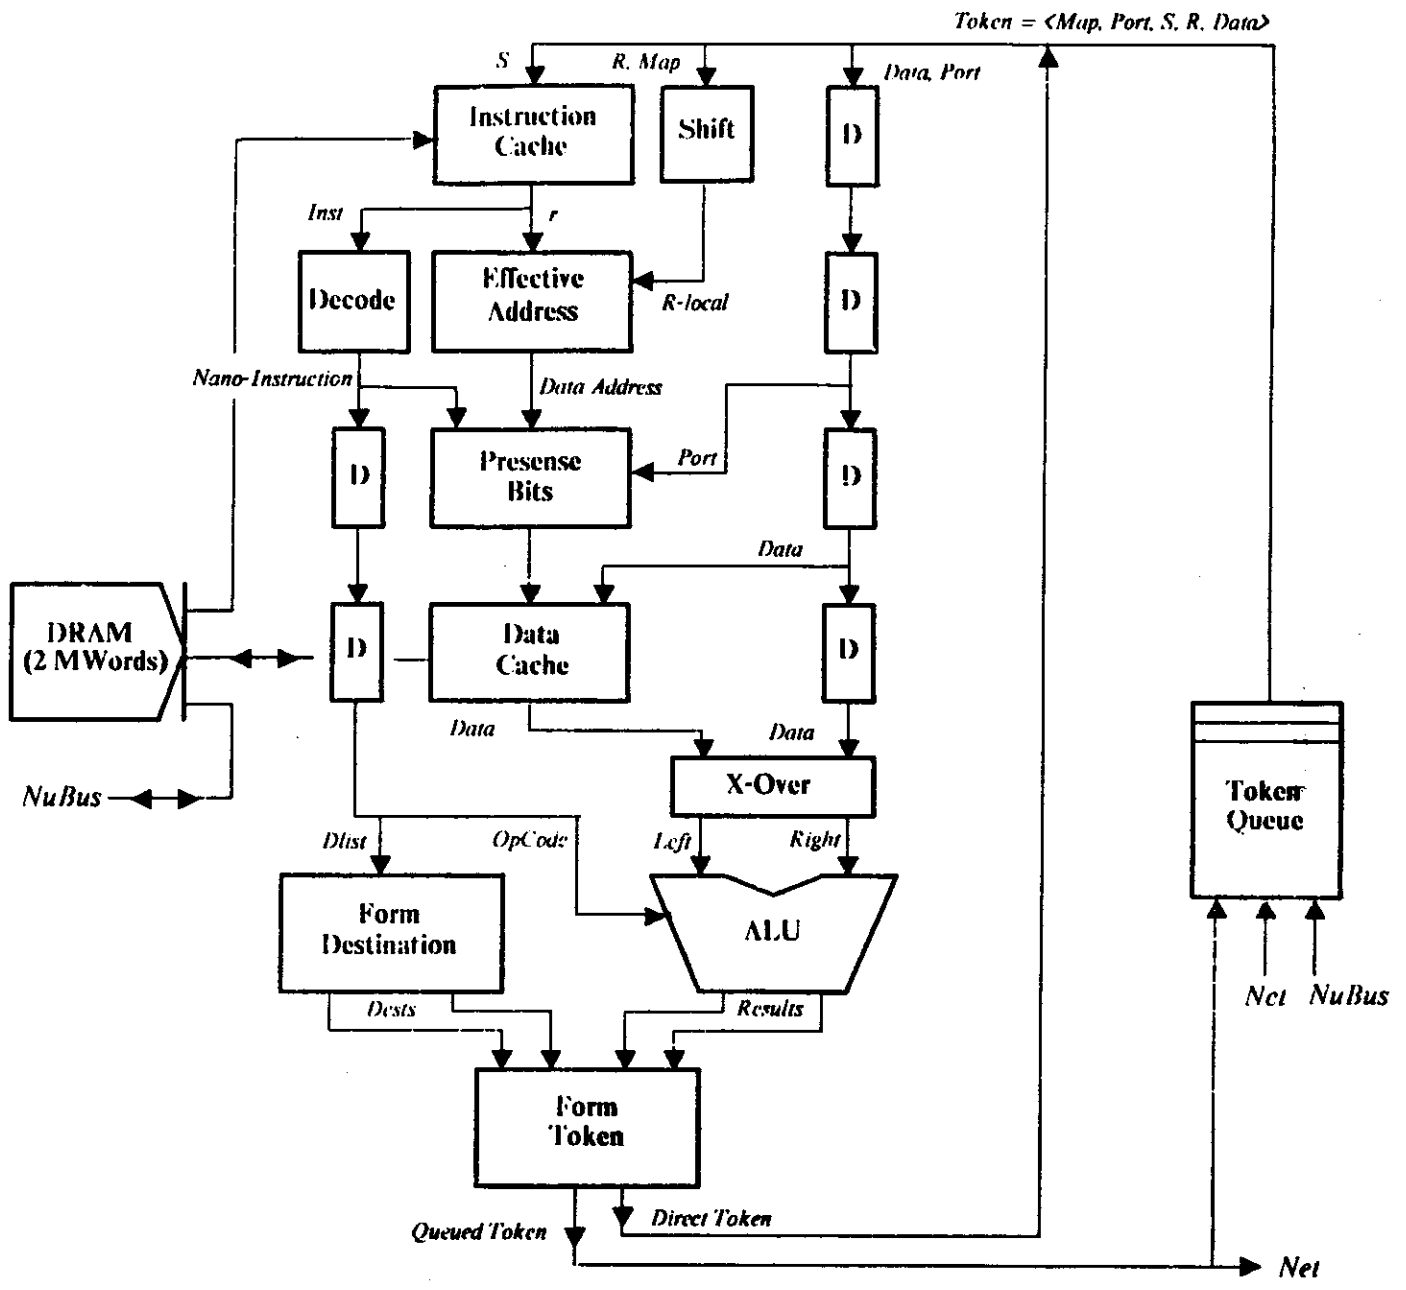 Token = <Map, Port, S, R, Data>
S
R, Map
Data, Port
Instruction
Cache
Shift
D
Inst
r
Decode
Effective
Address
R-local
D
Nano-Instruction
Data Address
D
Presense
Bits
Port
D
Data
DRAM
(2 MWords)
D
Data
Cache
D
Data
Data
NuBus
X-Over
Token
Queue
Dlist
OpCode
Left
Right
Form
Destination
ALU
Net
NuBus
Dests
Results
Form
Token
Queued Token
Direct Token
Net